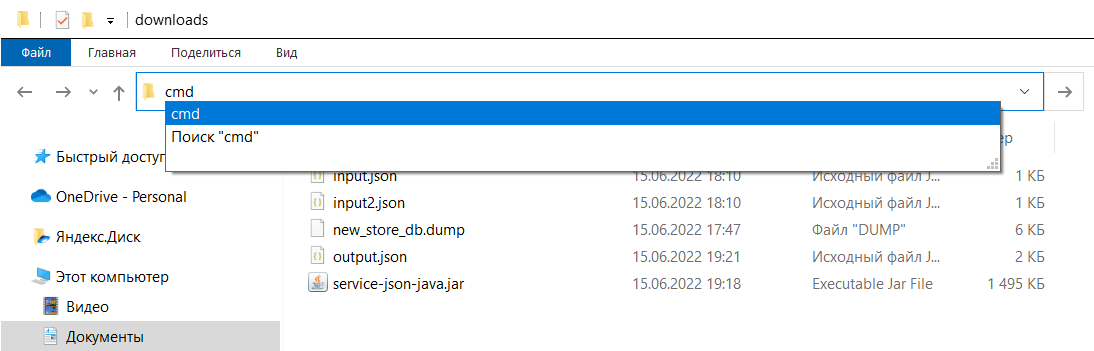 downloads
Файл Главная Поделиться Вид
cmd
cmd
Поиск "cmd"
Быстрый доступ
input.json 15.06.2022 18:10 Исходный файл J... 1 КБ
OneDrive - Personal
input2.json 15.06.2022 18:10 Исходный файл J... 1 КБ
new_store_db.dump 15.06.2022 17:47 Файл "DUMP" 6 КБ
Яндекс.Диск
output.json 15.06.2022 19:21 Исходный файл J... 2 КБ
Этот компьютер
service-json-java.jar 15.06.2022 19:18 Executable Jar File 1 495 КБ
Видео
Документы